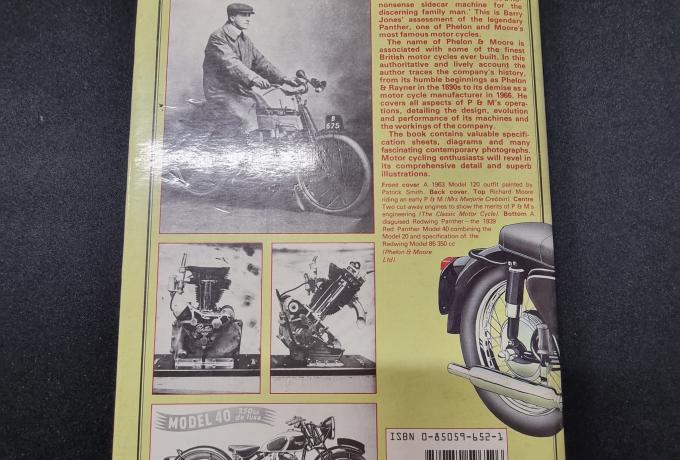 nonsense sidecar machine for the
discerning family man.' This is Barry
Jones' assessment of the legendary
Panther, one of Phelon and Moore's
most famous motor cycles.
The name of Phelon & Moore is
associated with some of the finest
British motor cycles ever built. In this
authoritative and lively account the
author traces the company's history,
from its humble beginnings as Phelon
& Rayner in the 1890s to its demise as a
motor cycle manufacturer in 1966. He
covers all aspects of P & M's opera-
tions, detailing the design, evolution
and performance of its machines and
the workings of the company.
The book contains valuable specifi-
cation sheets, diagrams and many
fascinating contemporary photographs.
Motor cycling enthusiasts will revel in
its comprehensive detail and superb
illustrations.
Front cover A 1963 Model 120 outfit painted by
Patrick Smith. Back cover. Top Richard Moore
riding an early P & M (Mrs Marjorie Crebbin). Centre
Two cut-away engines to show the merits of P & M's
engineering (The Classic Motor Cycle). Bottom A
disguised Redwing Panther—the 1939
Red Panther Model 40 combining the
Model 20 and specification of the
Redwing Model 85 350 cc
(Phelon & Moore
Ltd).
B
675
MODEL 40 250cc
de luxe
ISBN 0-85059-652-1